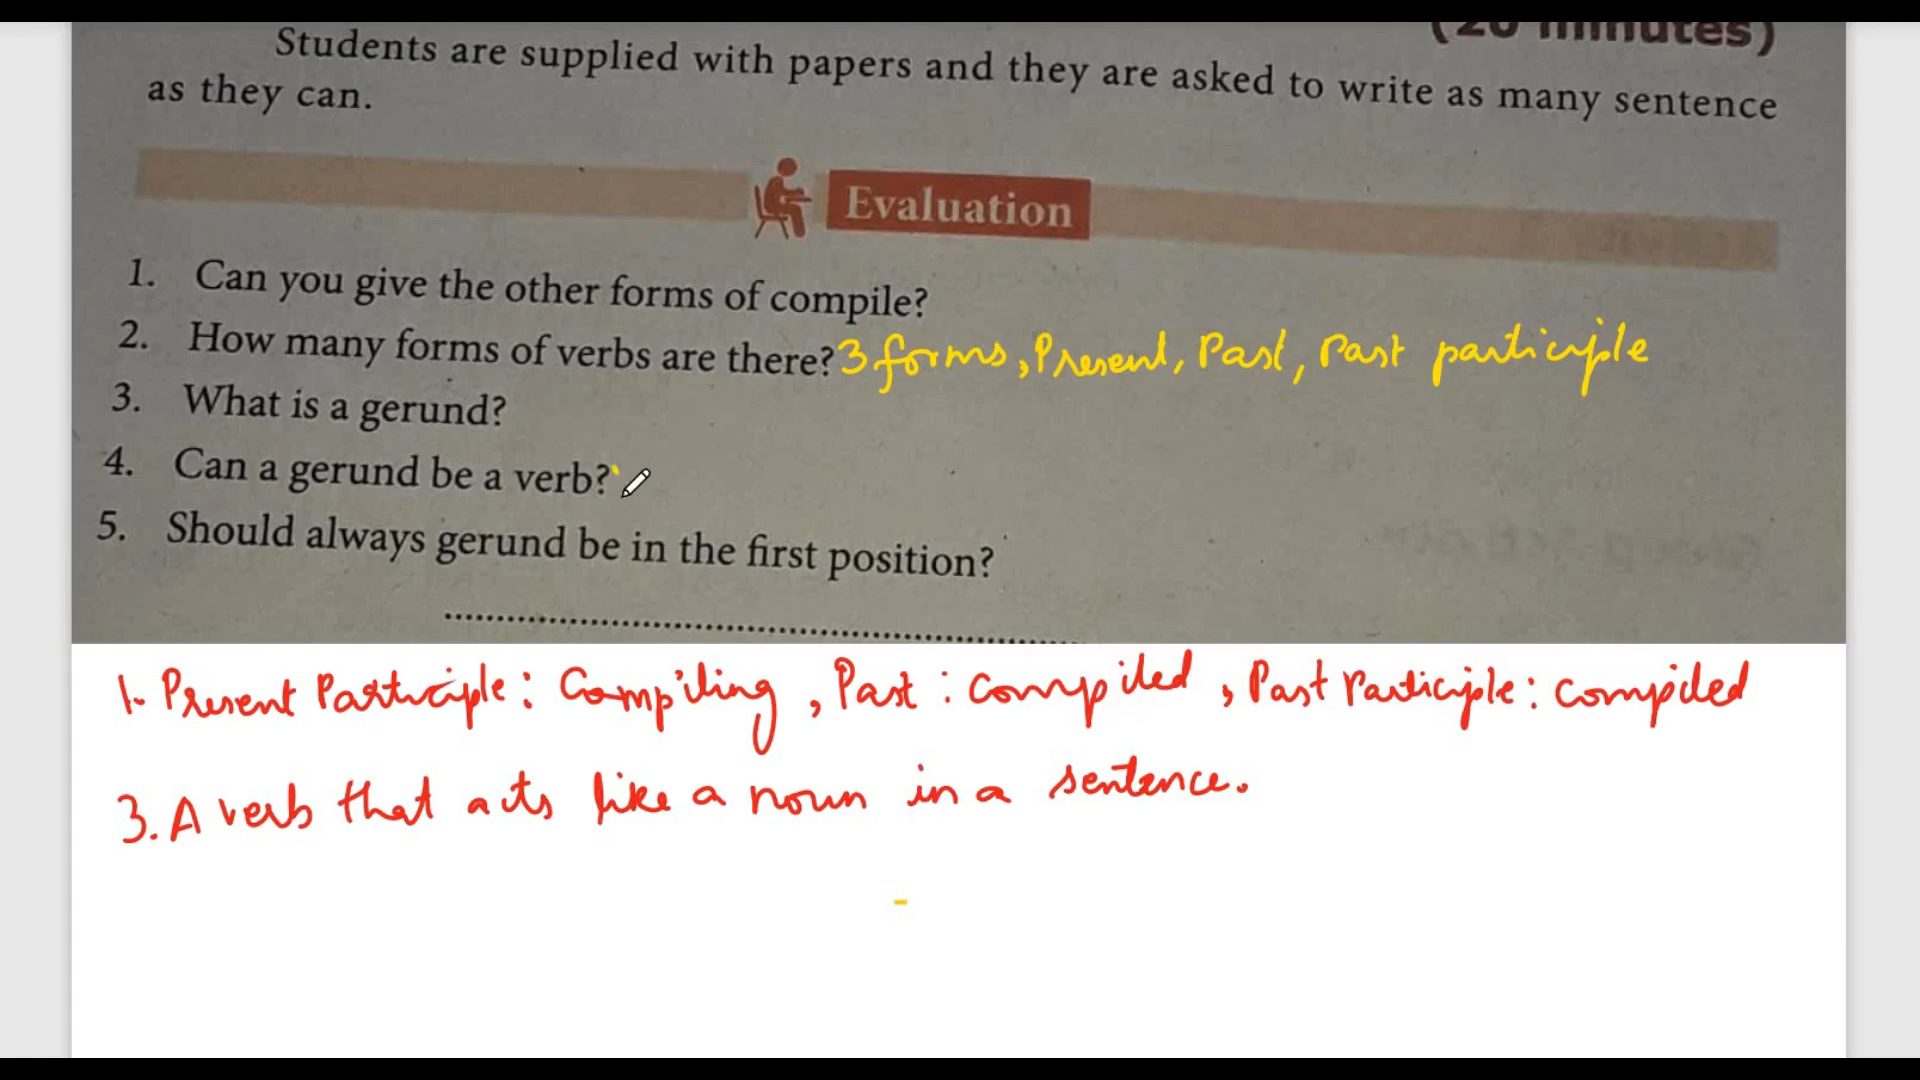 (20 minutes)
Students are supplied with papers and they are asked to write as many sentence
as they can.
Evaluation
1. Can you give the other forms of compile?
2. How many forms of verbs are there? 3 forms, Present, Past, Past participle
3. What is a gerund?
4. Can a gerund be a verb?
5. Should always gerund be in the first position?
1. Present Participle: Compiling, Past: compiled, Past Participle: compiled
3. A verb that acts like a noun in a sentence.